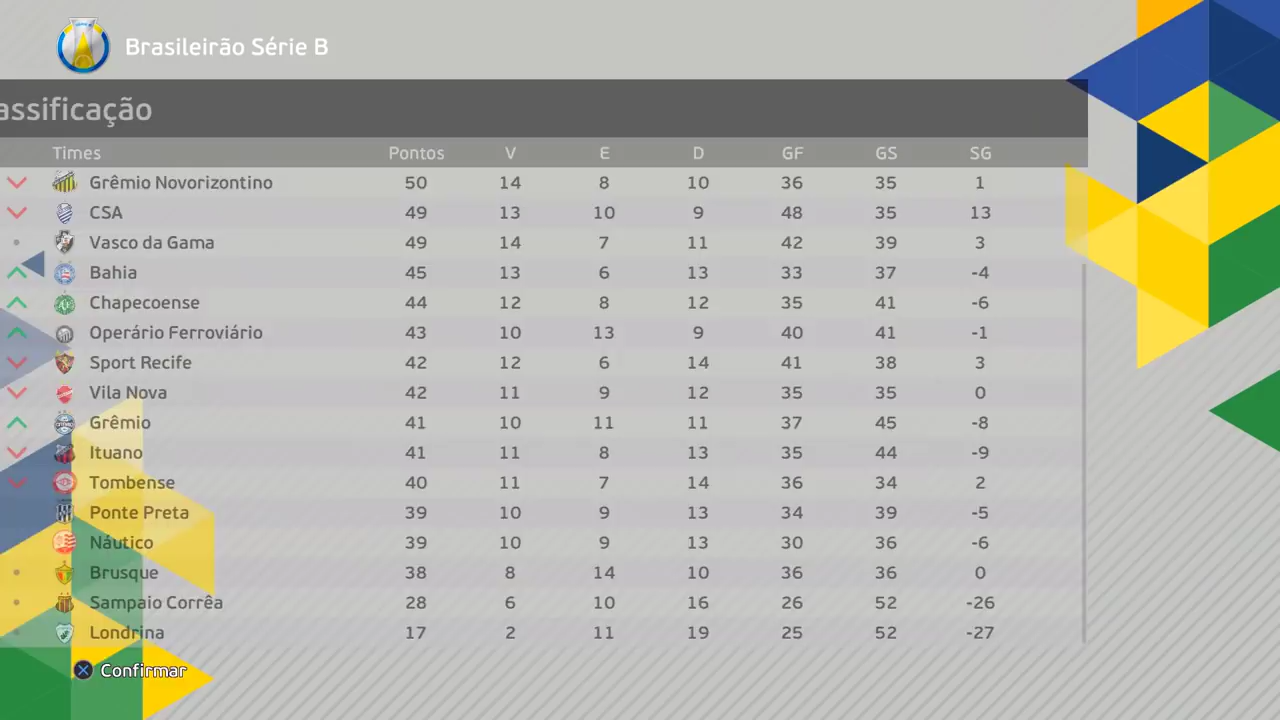 Brasileirão Série B
assificação
Times Pontos V E D GF GS SG
Grêmio Novorizontino 50 14 8 10 36 35 1
CSA 49 13 10 9 48 35 13
Vasco da Gama 49 14 7 11 42 39 3
Bahia 45 13 6 13 33 37 -4
Chapecoense 44 12 8 12 35 41 -6
Operário Ferroviário 43 10 13 9 40 41 -1
Sport Recife 42 12 6 14 41 38 3
Vila Nova 42 11 9 12 35 35 0
Grêmio 41 10 11 11 37 45 -8
Ituano 41 11 8 13 35 44 -9
Tombense 40 11 7 14 36 34 2
Ponte Preta 39 10 9 13 34 39 -5
Náutico 39 10 9 13 30 36 -6
Brusque 38 8 14 10 36 36 0
Sampaio Corrêa 28 6 10 16 26 52 -26
Londrina 17 2 11 19 25 52 -27
Confirmar